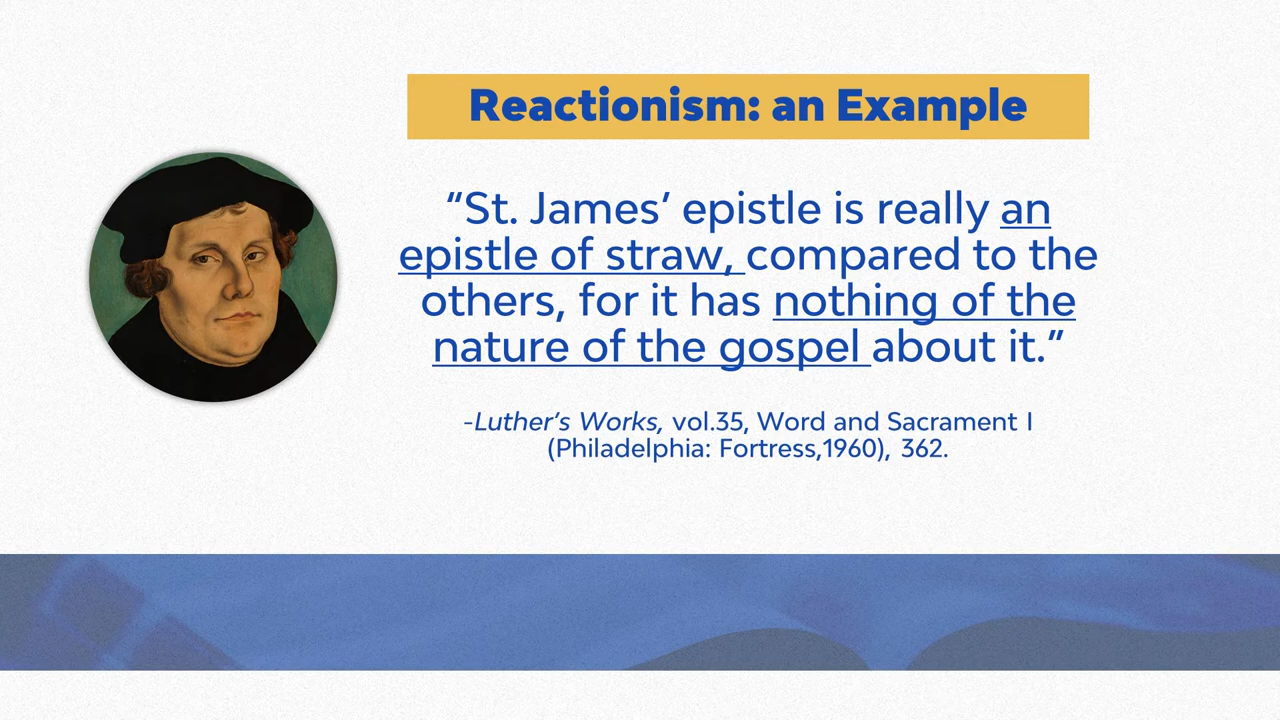 Reactionism: an Example
“St. James’ epistle is really an
epistle of straw, compared to the
others, for it has nothing of the
nature of the gospel about it.”
-Luther’s Works, vol.35, Word and Sacrament I
(Philadelphia: Fortress,1960), 362.